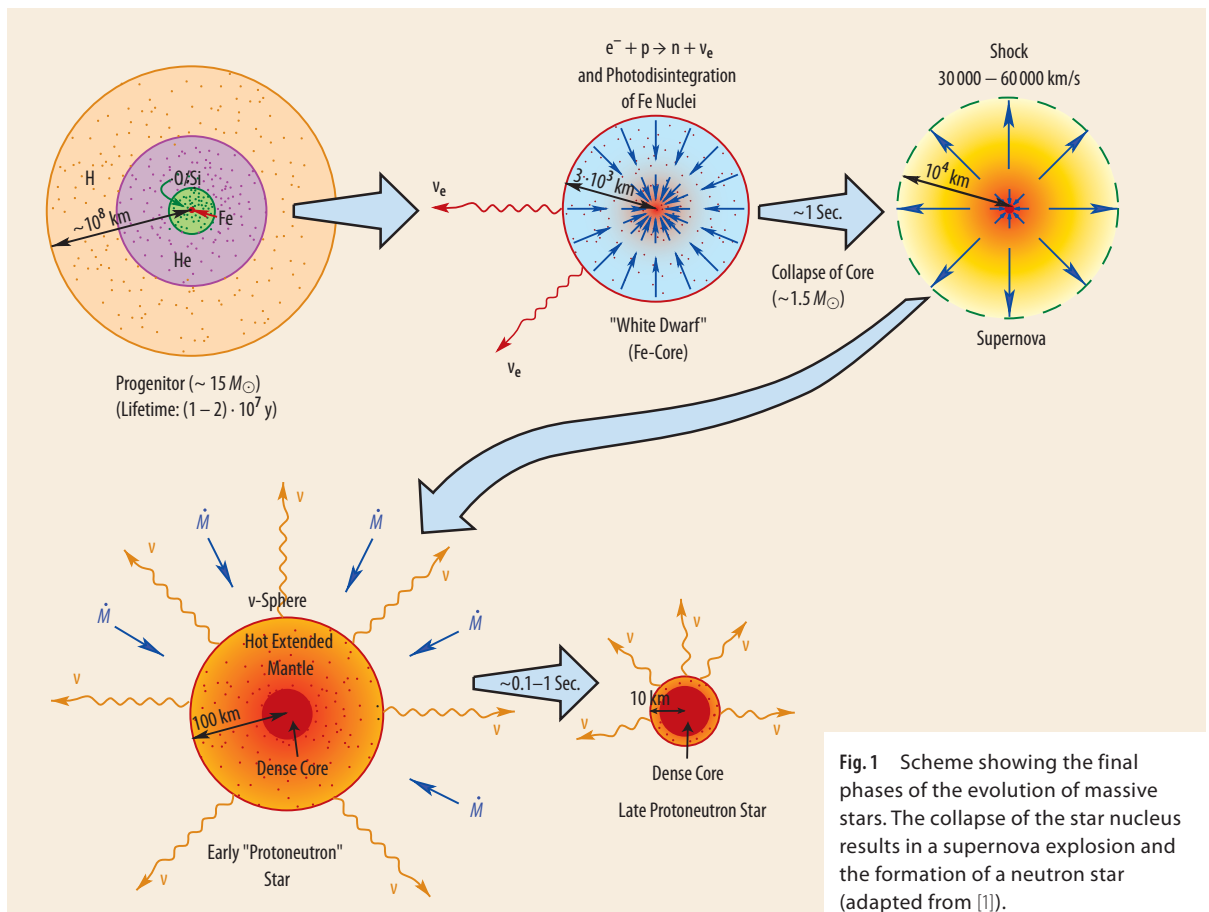 H
O/Si
Fe
He
~10⁸ km
Progenitor (~ 15 M☉)
(Lifetime: (1 – 2) · 10⁷ y)
e⁻ + p → n + νₑ
and Photodisintegration
of Fe Nuclei
νₑ
νₑ
3·10³ km
"White Dwarf"
(Fe-Core)
~1 Sec.
Collapse of Core
(~1.5 M☉)
Shock
30 000 – 60 000 km/s
10⁴ km
Supernova
ν
ν
ν
ν
ν
ν
ν
Ṁ
Ṁ
Ṁ
Ṁ
Ṁ
ν-Sphere
Hot Extended
Mantle
100 km
Dense Core
Early "Protoneutron"
Star
~0.1–1 Sec.
ν
ν
ν
ν
ν
10 km
Dense Core
Late Protoneutron Star
Fig. 1 Scheme showing the final
phases of the evolution of massive
stars. The collapse of the star nucleus
results in a supernova explosion and
the formation of a neutron star
(adapted from [1]).